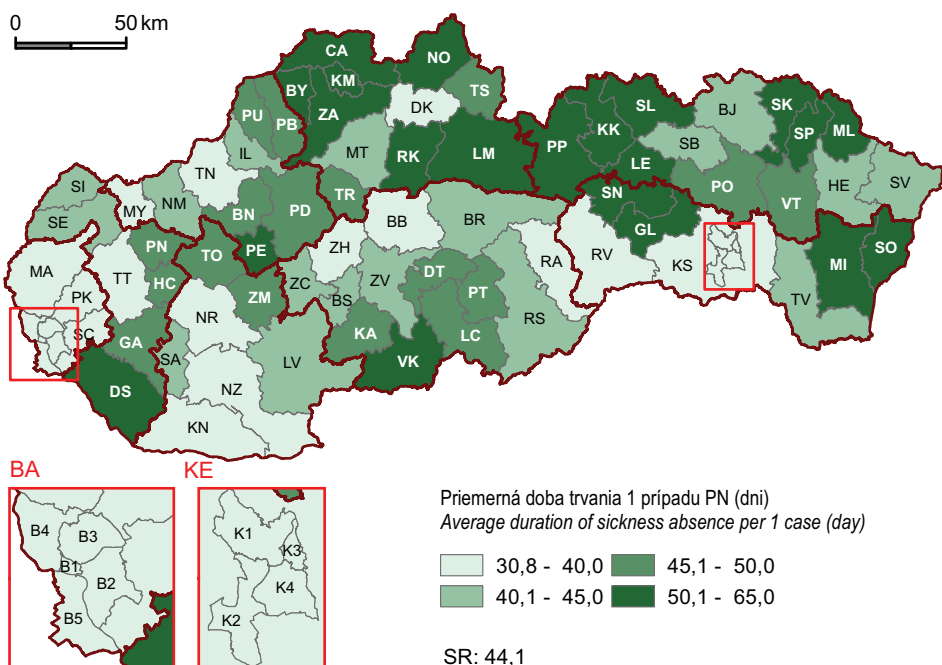 0 50 km
CA
NO
KM
BY
TS
PU
PB
ZA
DK
SL
BJ
SK
KK
SP
ML
IL
MT
RK
LM
PP
LE
SB
TN
SI
MY
NM
BN
PD
TR
SN
PO
VT
HE
SV
SE
BB
BR
PN
PE
TO
ZH
GL
RV
KS
RA
MI
SO
MA
TT
HC
ZC
ZV
DT
PT
TV
PK
ZM
BS
SC
GA
NR
KA
LC
RS
SA
LV
VK
DS
NZ
KN
BA
KE
B4
B3
B1
B2
B5
K1
K3
K4
K2
Priemerná doba trvania 1 prípadu PN (dni)
Average duration of sickness absence per 1 case (day)
30,8 - 40,0
45,1 - 50,0
40,1 - 45,0
50,1 - 65,0
SR: 44,1